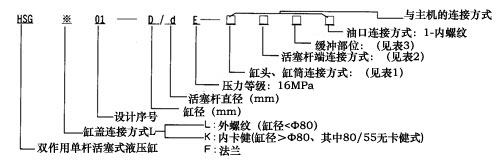 HSG ※ 01 — D / d E —
与主机的连接方式
油口连接方式：1-内螺纹
缓冲部位：（见表3）
活塞杆端连接方式：（见表2）
缸头、缸筒连接方式：（见表1）
压力等级：16MPa
活塞杆直径（mm）
缸径（mm）
设计序号
缸盖连接方式L
L：外螺纹（缸径<Φ80）
K：内卡健（缸径>Φ80、其中80/55无卡健式）
F：法兰
双作用单杆活塞式液压缸